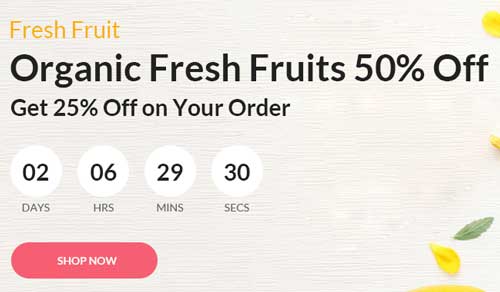 Fresh Fruit
Organic Fresh Fruits 50% Off
Get 25% Off on Your Order
02 06 29 30
DAYS HRS MINS SECS
SHOP NOW